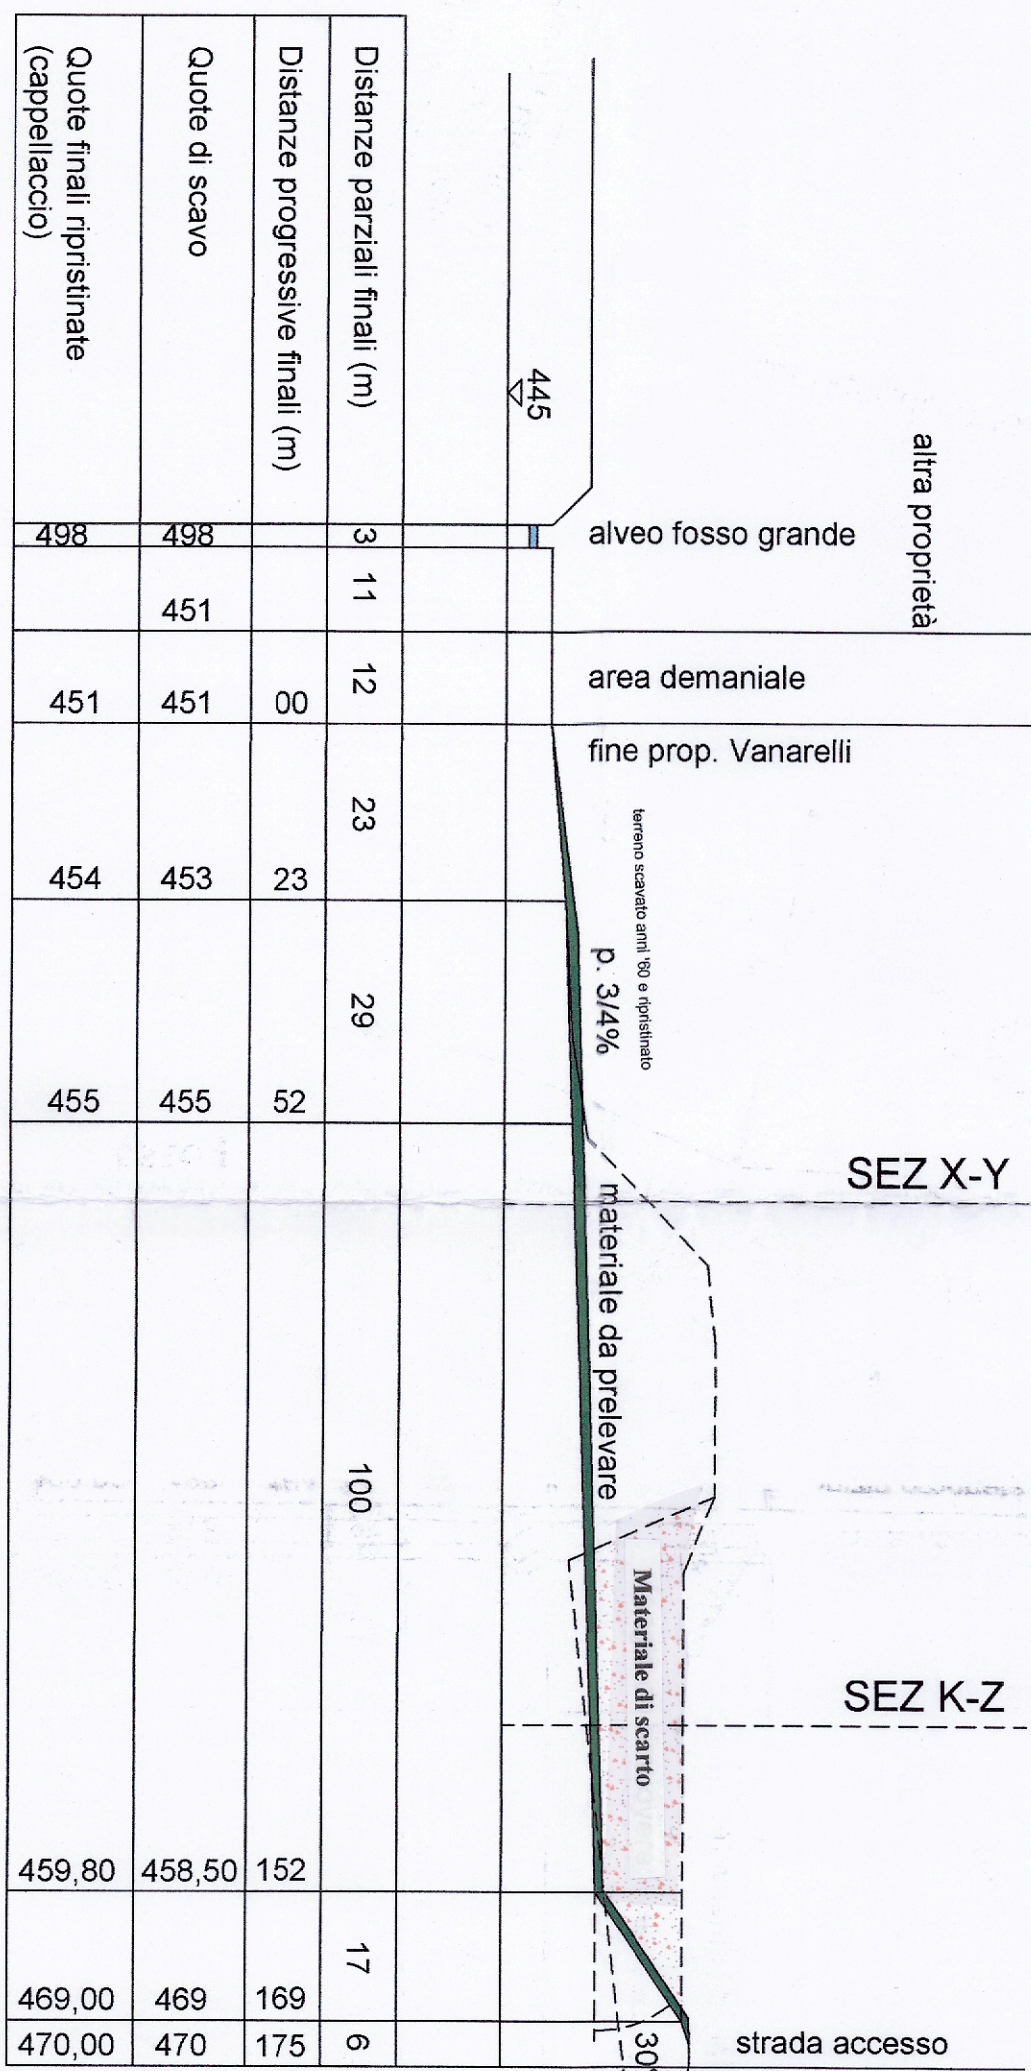 altra proprietà
SEZ X-Y
SEZ K-Z
alveo fosso grande
area demaniale
fine prop. Vanarelli
terreno scavato anni '60 e ripristinato
p. 3/4%
materiale da prelevare
Materiale di scarto
strada accesso
30°
445
Distanze parziali finali (m)
3
11
12
23
29
100
17
6
Distanze progressive finali (m)
00
23
52
152
169
175
Quote di scavo
498
451
451
453
455
458,50
469
470
Quote finali ripristinate
(cappellaccio)
498
451
454
455
459,80
469,00
470,00